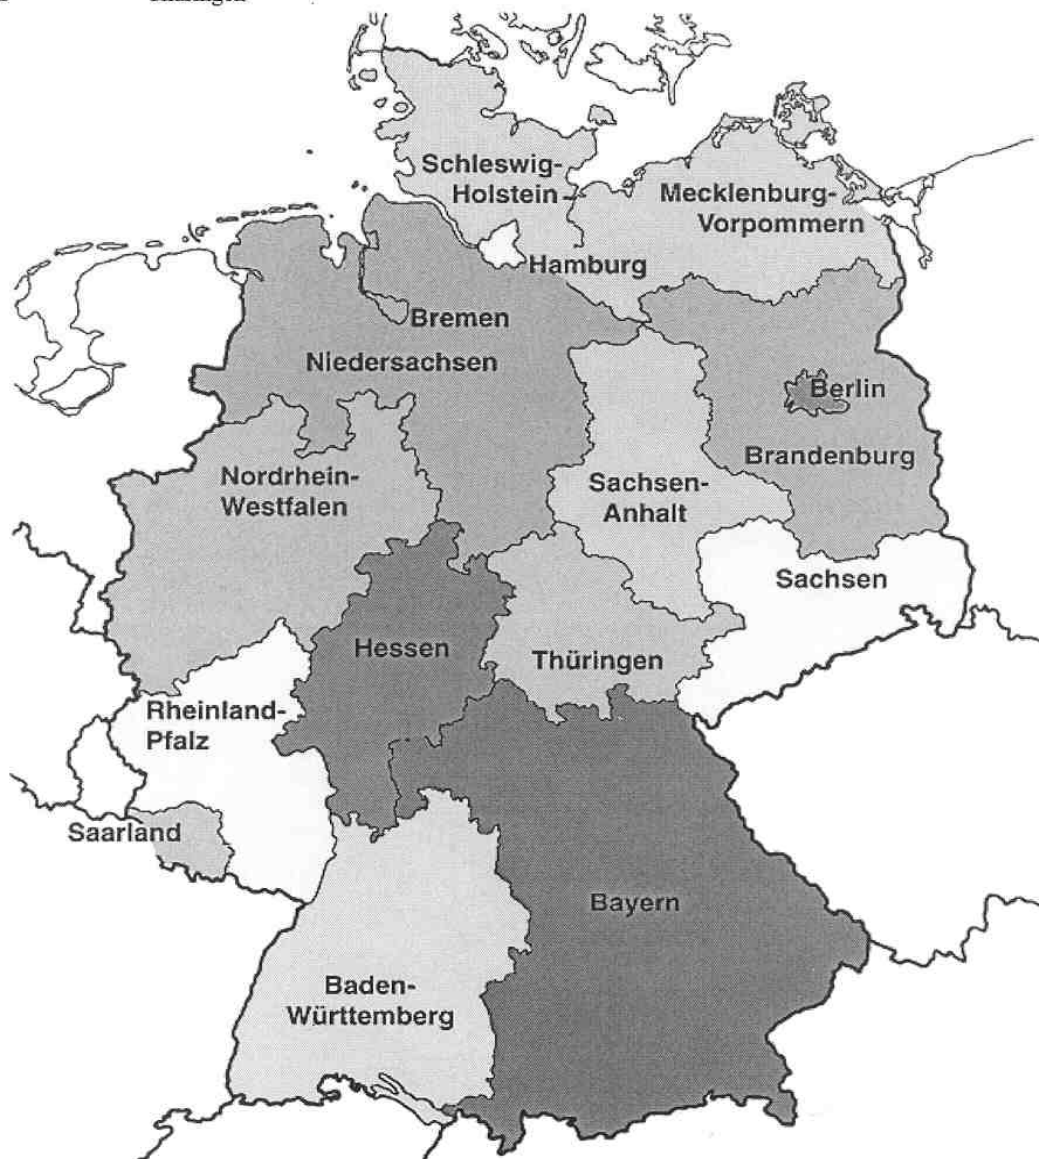 Schleswig-
Holstein
Mecklenburg-
Vorpommern
Hamburg
Bremen
Niedersachsen
Berlin
Brandenburg
Nordrhein-
Westfalen
Sachsen-
Anhalt
Sachsen
Hessen
Thüringen
Rheinland-
Pfalz
Saarland
Bayern
Baden-
Württemberg